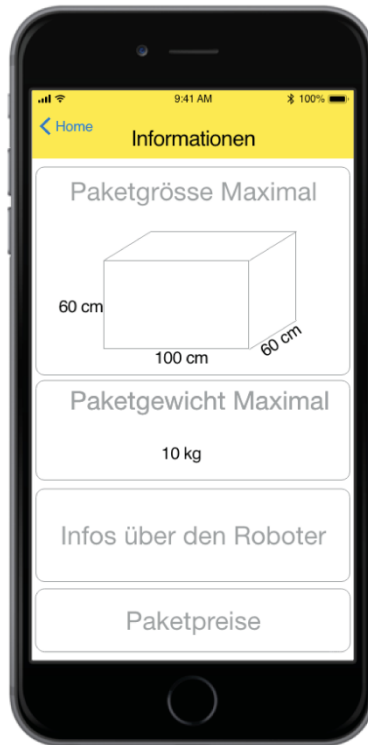 9:41 AM
100%
Home
Informationen
Paketgrösse Maximal
60 cm
60 cm
100 cm
Paketgewicht Maximal
10 kg
Infos über den Roboter
Paketpreise